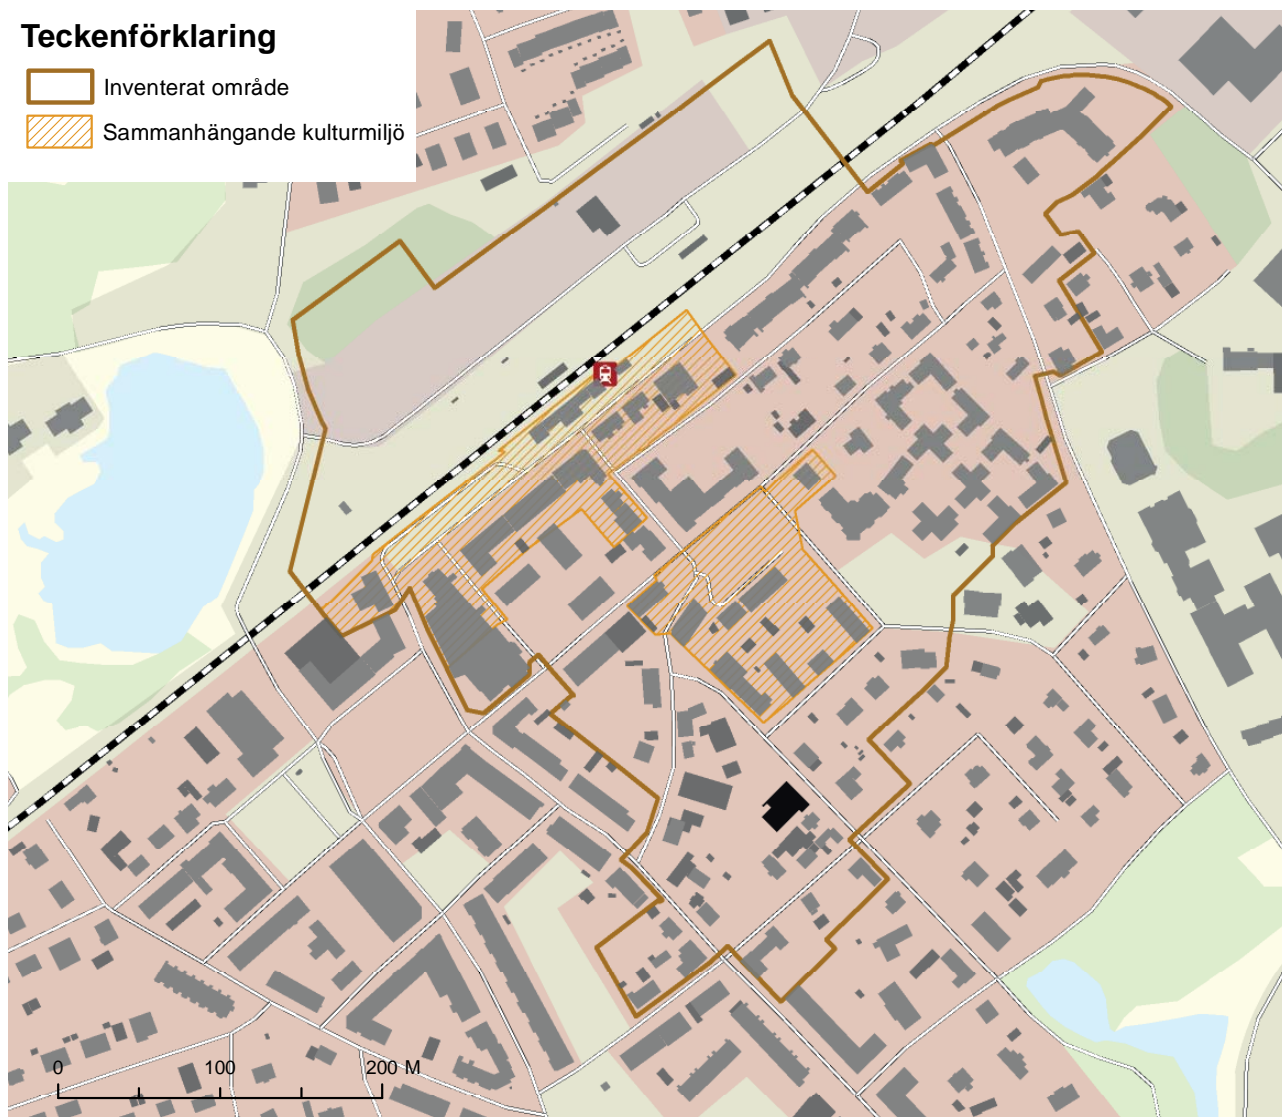 Teckenförklaring
Inventerat område
Sammanhängande kulturmiljö
0 100 200 M